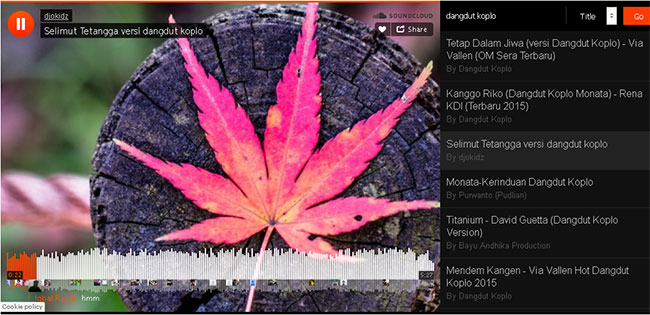 djokidz
Selimut Tetangga versi dangdut koplo
SOUNDCLOUD
Share
0:22
5:27
hmm
Cookie policy
dangdut koplo
Title
Go
Tetap Dalam Jiwa (versi Dangdut Koplo) - Via
Vallen (OM Sera Terbaru)
By Dangdut Koplo
Kanggo Riko (Dangdut Koplo Monata) - Rena
KDI (Terbaru 2015)
By Dangdut Koplo
Selimut Tetangga versi dangdut koplo
By djokidz
Monata-Kerinduan Dangdut Koplo
By Purwanto (Pudlian)
Titanium - David Guetta (Dangdut Koplo
Version)
By Bayu Andhika Production
Mendem Kangen - Via Vallen Hot Dangdut
Koplo 2015
By Dangdut Koplo